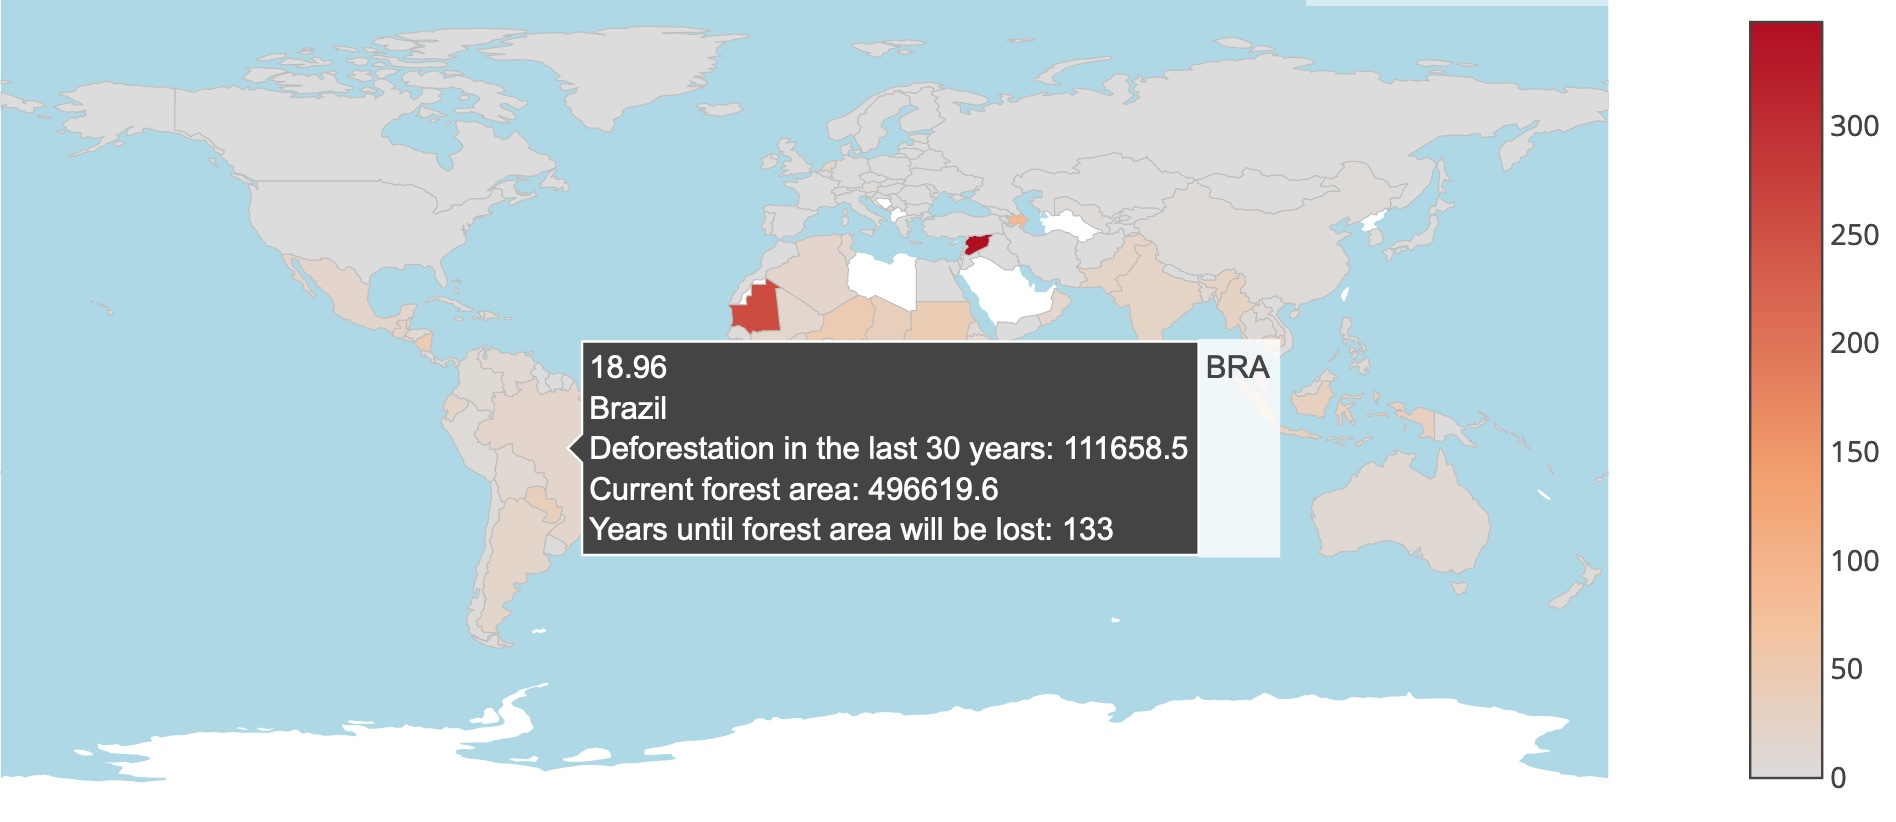 18.96
BRA
Brazil
Deforestation in the last 30 years: 111658.5
Current forest area: 496619.6
Years until forest area will be lost: 133
300
250
200
150
100
50
0